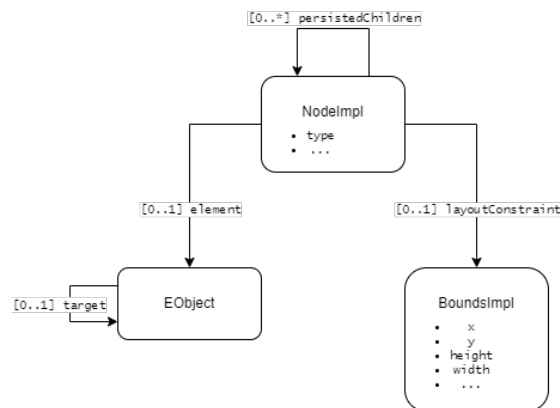 [0..*] persistedChildren
NodeImpl
• type
• ...
[0..1] element
[0..1] layoutConstraint
EObject
[0..1] target
BoundsImpl
• x
• y
• height
• width
• ...